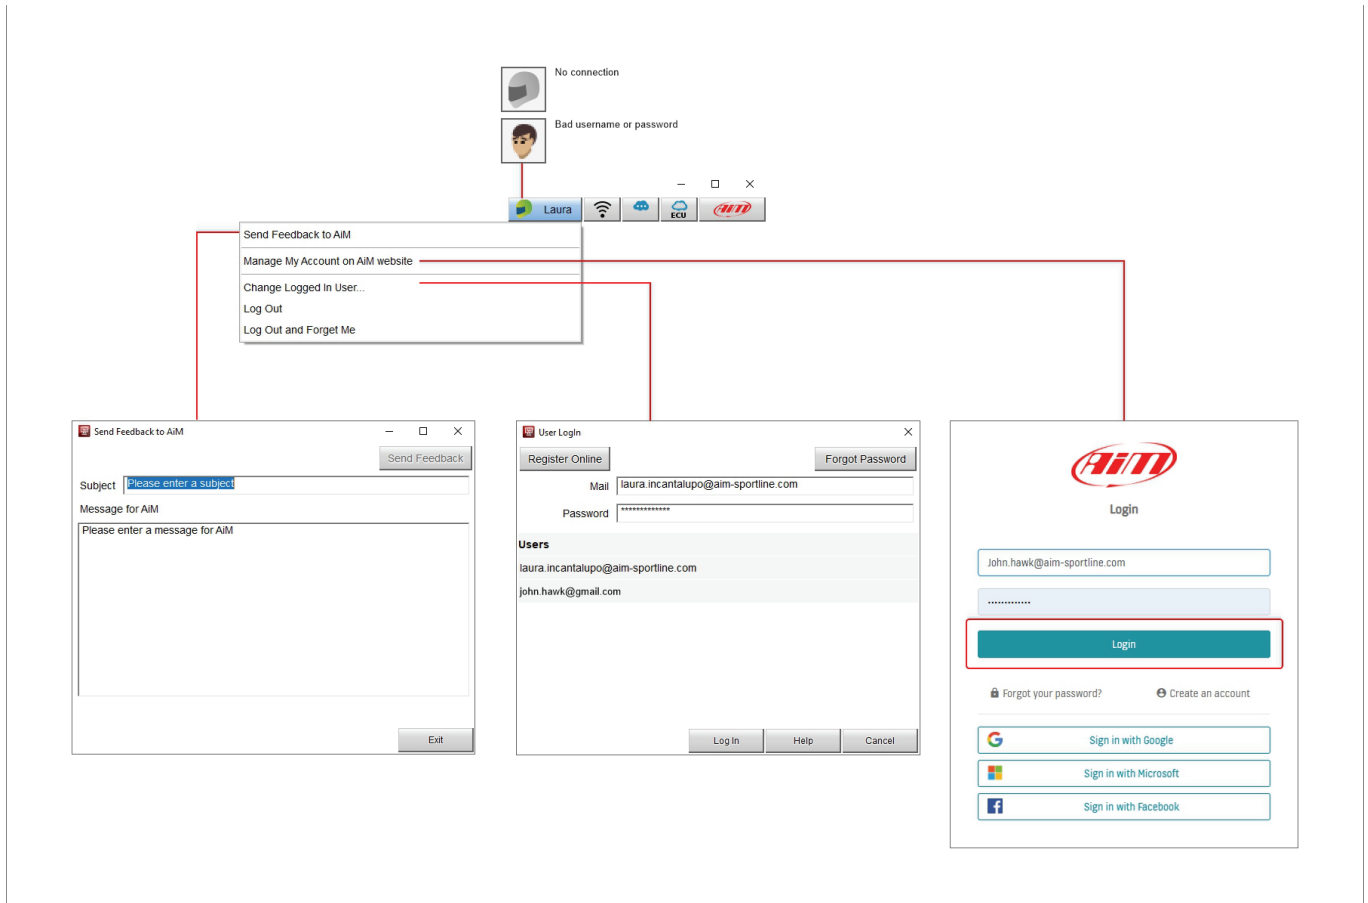 No connection
Bad username or password
Laura
ECU
AiM
Send Feedback to AiM
Manage My Account on AiM website
Change Logged In User...
Log Out
Log Out and Forget Me
Send Feedback to AiM
Send Feedback
Subject Please enter a subject
Message for AiM
Please enter a message for AiM
Exit
User LogIn
Register Online Forgot Password
Mail laura.incantalupo@aim-sportline.com
Password *************
Users
laura.incantalupo@aim-sportline.com
john.hawk@gmail.com
Log In Help Cancel
AiM
Login
John.hawk@aim-sportline.com
•••••••••••••
Login
Forgot your password? Create an account
Sign in with Google
Sign in with Microsoft
Sign in with Facebook